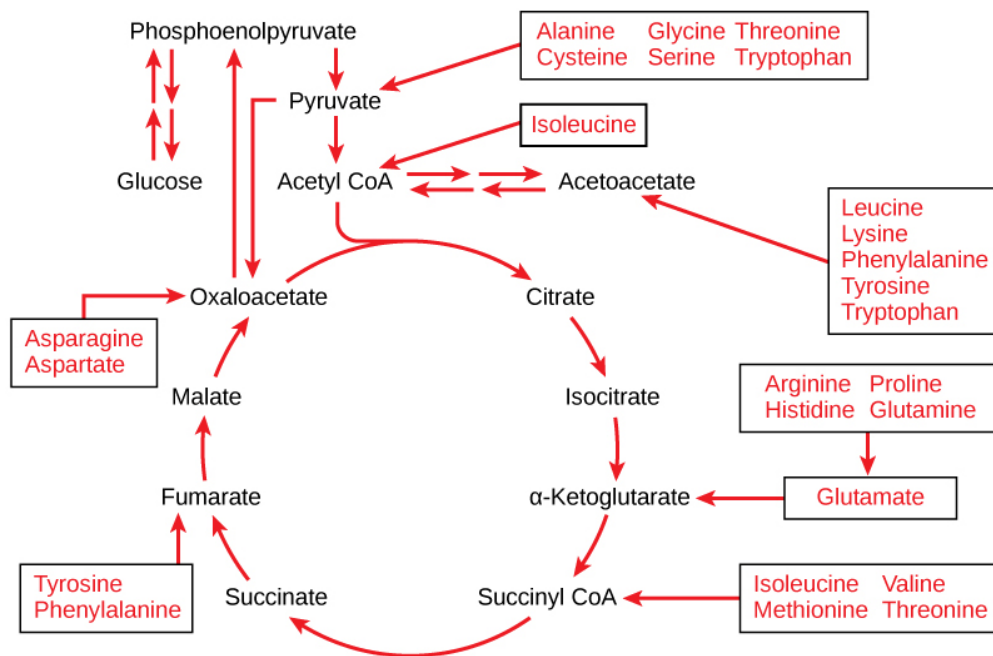 Phosphoenolpyruvate
Alanine Glycine Threonine
Cysteine Serine Tryptophan
Pyruvate
Isoleucine
Glucose
Acetyl CoA
Acetoacetate
Leucine
Lysine
Phenylalanine
Tyrosine
Tryptophan
Oxaloacetate
Citrate
Asparagine
Aspartate
Malate
Isocitrate
Arginine Proline
Histidine Glutamine
Fumarate
α-Ketoglutarate
Glutamate
Tyrosine
Phenylalanine
Succinate
Succinyl CoA
Isoleucine Valine
Methionine Threonine